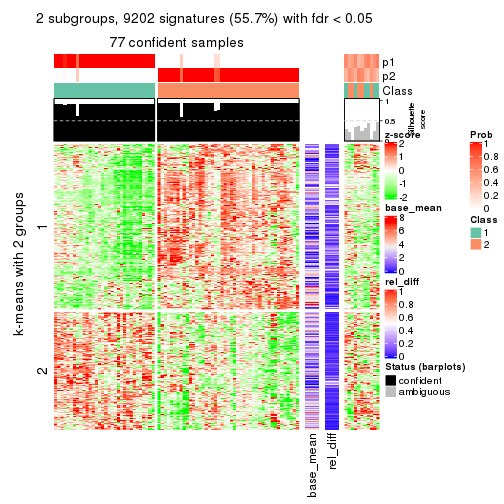 2 subgroups, 9202 signatures (55.7%) with fdr < 0.05
77 confident samples
p1
p2
Class
1
0.5
0
Silhouette
score
k-means with 2 groups
1
2
base_mean
rel_diff
z-score
2
1
0
-1
-2
base_mean
8
6
4
2
0
rel_diff
1
0.8
0.6
0.4
0.2
0
Status (barplots)
confident
ambiguous
Prob
1
0.8
0.6
0.4
0.2
0
Class
1
2